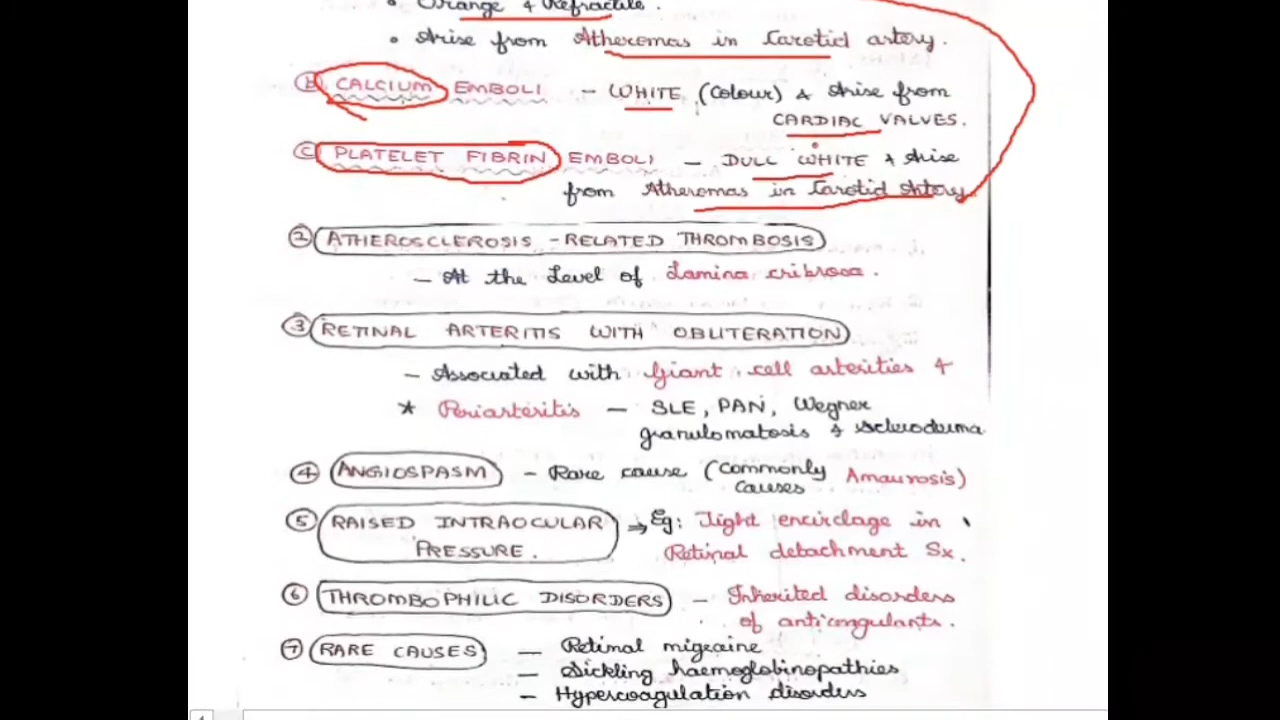 • Orange & Refractile.
• Arise from Atheromas in Carotid artery.
(b) CALCIUM EMBOLI - WHITE (Colour) & Arise from
CARDIAC VALVES.
(c) PLATELET FIBRIN EMBOLI - DULL WHITE & Arise
from Atheromas in Carotid Artery.
② ATHEROSCLEROSIS - RELATED THROMBOSIS
- At the Level of Lamina cribrosa.
③ RETINAL ARTERITIS WITH OBLITERATION
- Associated with Giant cell arterities &
* Periarteritis - SLE, PAN, Wegner
granulomatosis & scleroderma
④ ANGIOSPASM - Rare cause (Commonly
causes Amaurosis)
⑤ RAISED INTRAOCULAR
PRESSURE. ⇒ Eg: Tight encirclage in
Retinal detachment Sx.
⑥ THROMBOPHILIC DISORDERS - Inherited disorders
of anticogulants.
⑦ RARE CAUSES - Retinal migraine
- Sickling haemoglobinopathies
- Hypercoagulation disorders